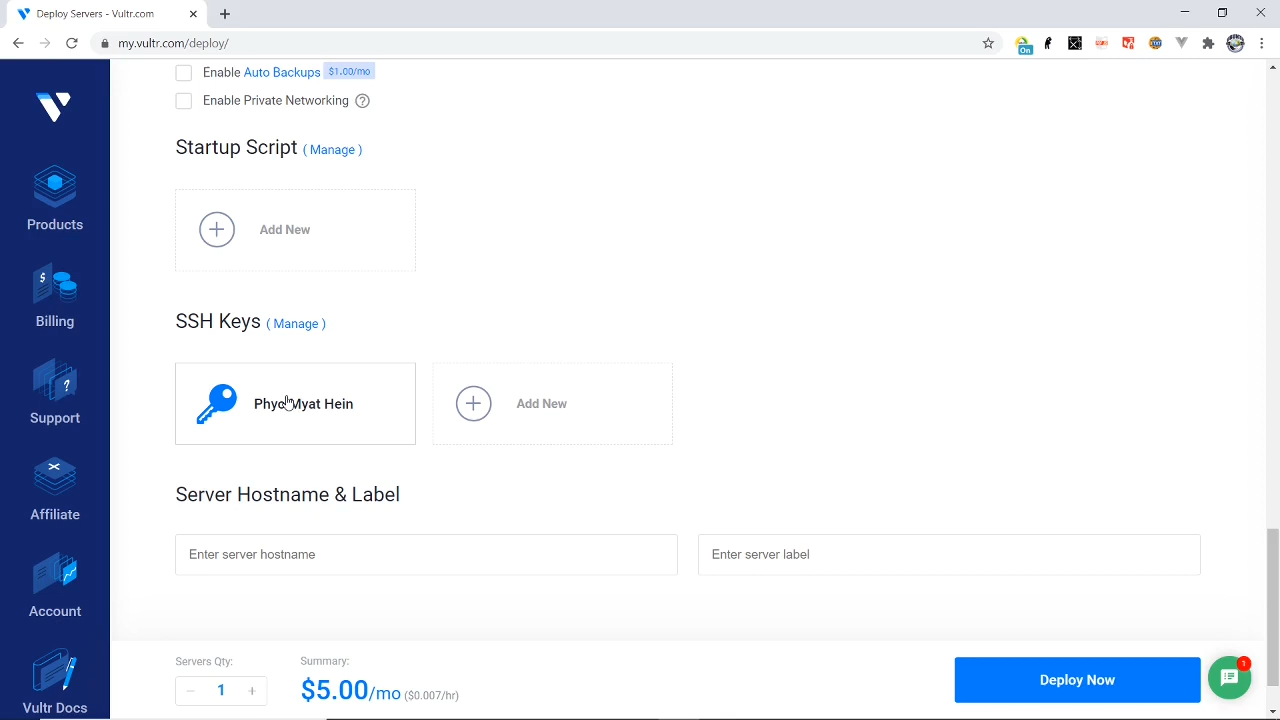 Deploy Servers - Vultr.com
my.vultr.com/deploy/
On
Enable Auto Backups $1.00/mo
Enable Private Networking ?
Products
Startup Script ( Manage )
Add New
$
Billing
SSH Keys ( Manage )
?
Support
Phyo Myat Hein
Add New
Affiliate
Server Hostname & Label
Enter server hostname
Enter server label
Account
Servers Qty:
Summary:
− 1 +
$5.00/mo ($0.007/hr)
Deploy Now
1
Vultr Docs